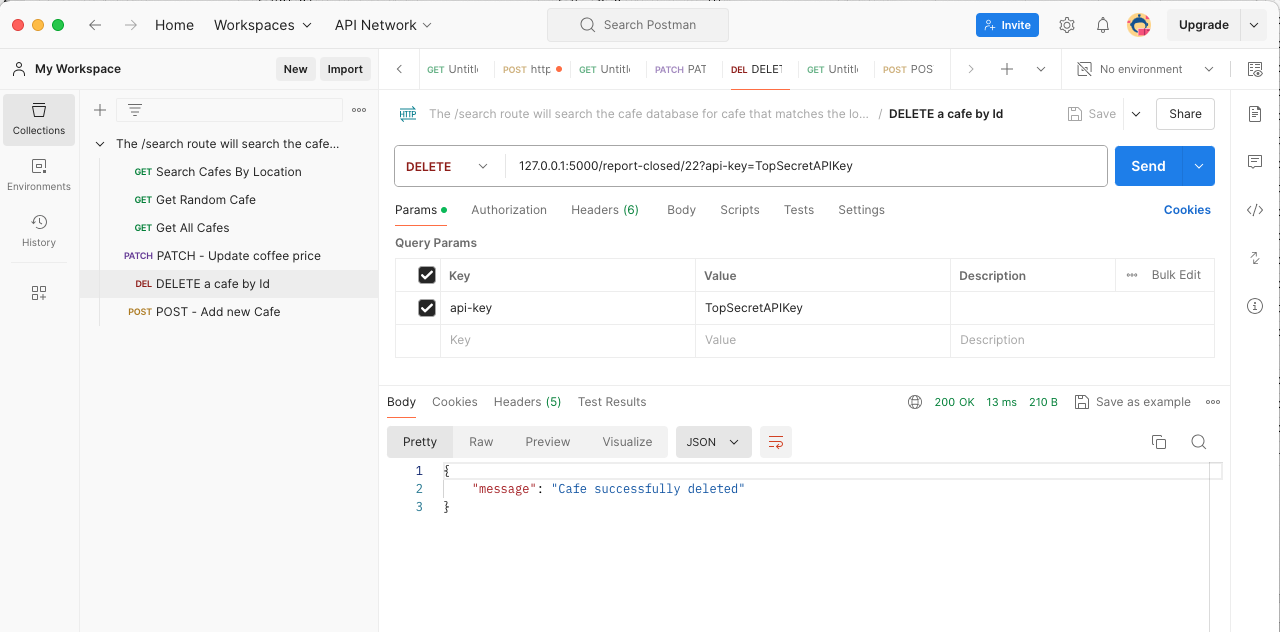 Home Workspaces API Network Search Postman Invite Upgrade
My Workspace New Import GET Untitl POST http GET Untitl PATCH PAT DEL DELET GET Untitl POST POS No environment
Collections
Environments
History
The /search route will search the cafe...
GET Search Cafes By Location
GET Get Random Cafe
GET Get All Cafes
PATCH PATCH - Update coffee price
DEL DELETE a cafe by Id
POST POST - Add new Cafe
HTTP The /search route will search the cafe database for cafe that matches the lo... / DELETE a cafe by Id Save Share
DELETE 127.0.0.1:5000/report-closed/22?api-key=TopSecretAPIKey Send
Params Authorization Headers (6) Body Scripts Tests Settings Cookies
Query Params
Key Value Description Bulk Edit
api-key TopSecretAPIKey
Key Value Description
Body Cookies Headers (5) Test Results 200 OK 13 ms 210 B Save as example
Pretty Raw Preview Visualize JSON
1 {
2 "message": "Cafe successfully deleted"
3 }